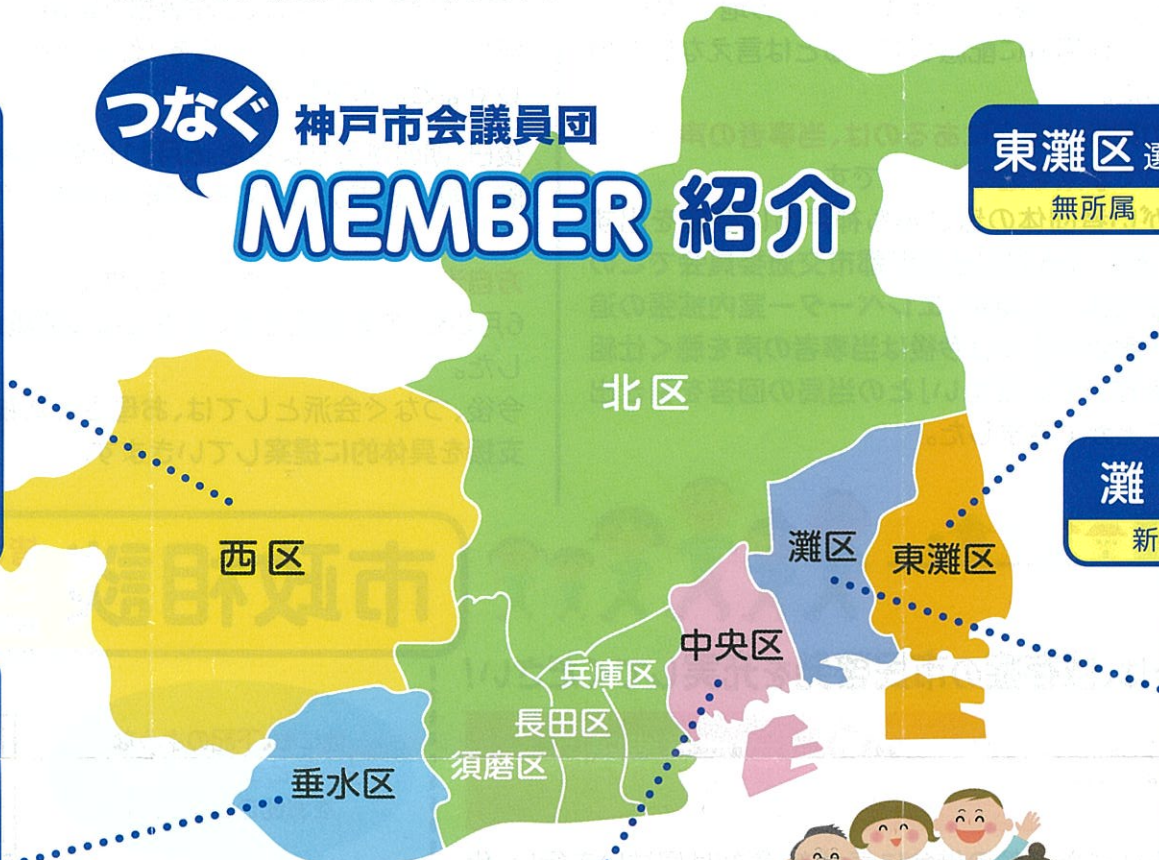 つなぐ 神戸市会議員団
MEMBER 紹介
東灘区 選
無所属
北区
灘
新
西区
灘区
東灘区
中央区
兵庫区
長田区
須磨区
垂水区